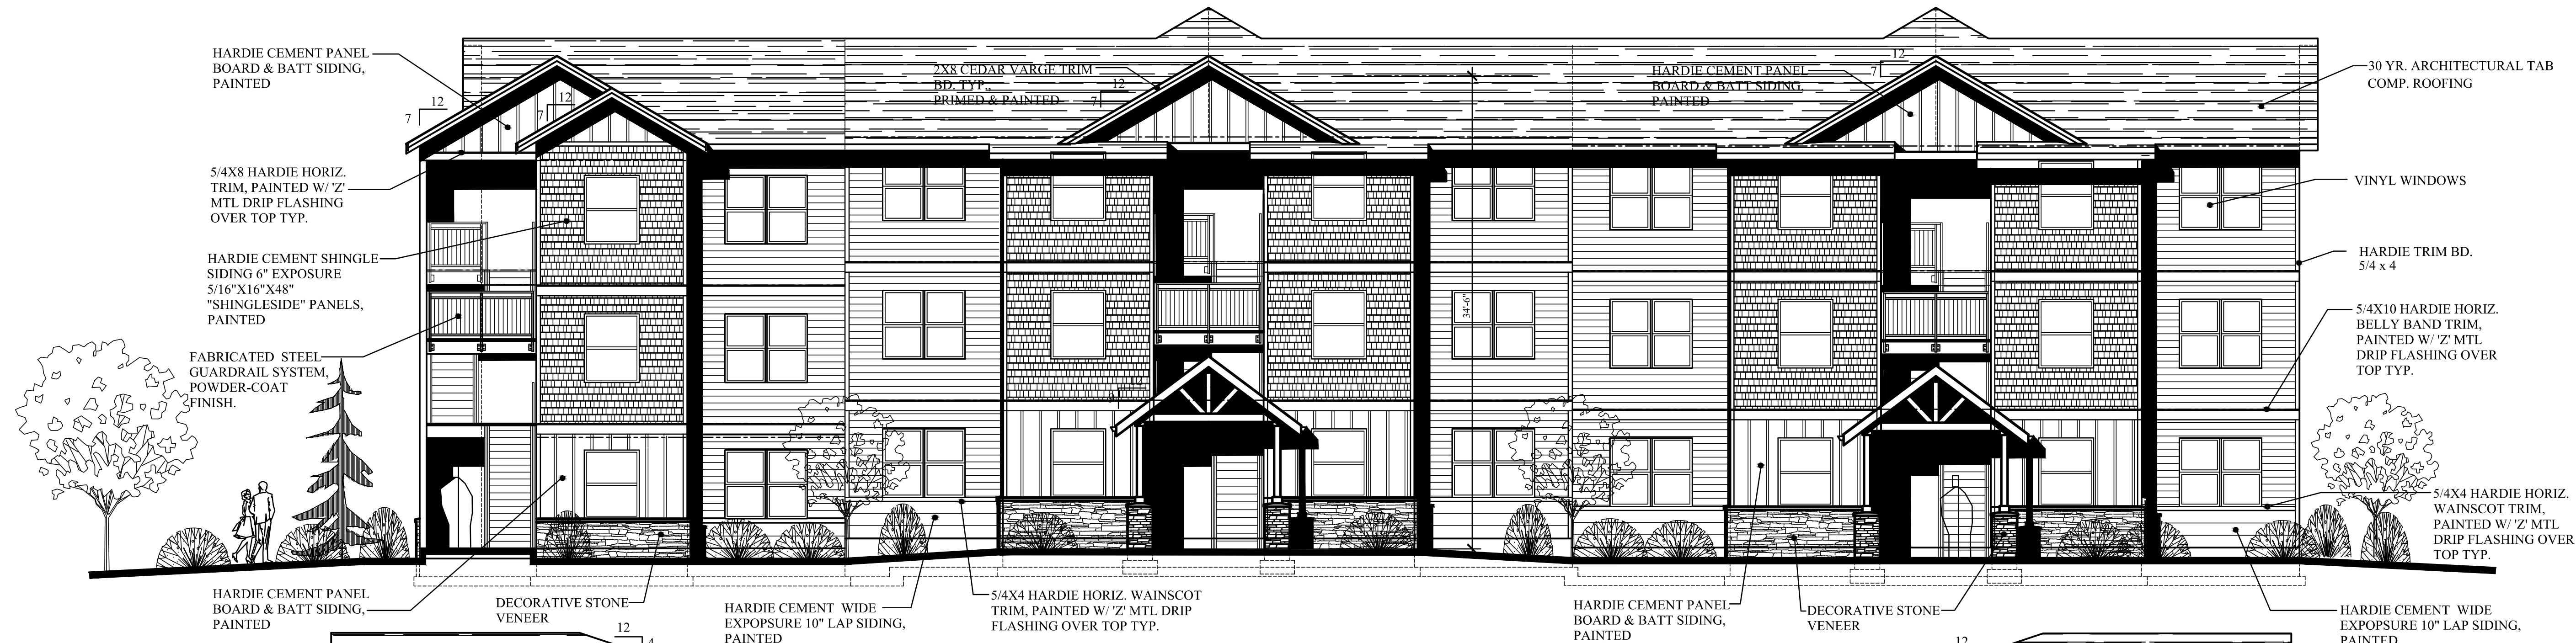 HARDIE CEMENT PANEL
BOARD & BATT SIDING,
PAINTED
12
7
12
7
5/4X8 HARDIE HORIZ.
TRIM, PAINTED W/ 'Z'
MTL DRIP FLASHING
OVER TOP TYP.
HARDIE CEMENT SHINGLE
SIDING 6" EXPOSURE
5/16"X16"X48"
"SHINGLESIDE" PANELS,
PAINTED
FABRICATED STEEL
GUARDRAIL SYSTEM,
POWDER-COAT
FINISH.
HARDIE CEMENT PANEL
BOARD & BATT SIDING,
PAINTED
DECORATIVE STONE
VENEER
12
4
HARDIE CEMENT WIDE
EXPOPSURE 10" LAP SIDING,
PAINTED
5/4X4 HARDIE HORIZ. WAINSCOT
TRIM, PAINTED W/ 'Z' MTL DRIP
FLASHING OVER TOP TYP.
2X8 CEDAR VARGE TRIM
BD. TYP.,
PRIMED & PAINTED
12
7
34'-6"
HARDIE CEMENT PANEL
BOARD & BATT SIDING,
PAINTED
12
7
30 YR. ARCHITECTURAL TAB
COMP. ROOFING
VINYL WINDOWS
HARDIE TRIM BD.
5/4 x 4
5/4X10 HARDIE HORIZ.
BELLY BAND TRIM,
PAINTED W/ 'Z' MTL
DRIP FLASHING OVER
TOP TYP.
5/4X4 HARDIE HORIZ.
WAINSCOT TRIM,
PAINTED W/ 'Z' MTL
DRIP FLASHING OVER
TOP TYP.
HARDIE CEMENT PANEL
BOARD & BATT SIDING,
PAINTED
DECORATIVE STONE
VENEER
12
HARDIE CEMENT WIDE
EXPOPSURE 10" LAP SIDING,
PAINTED